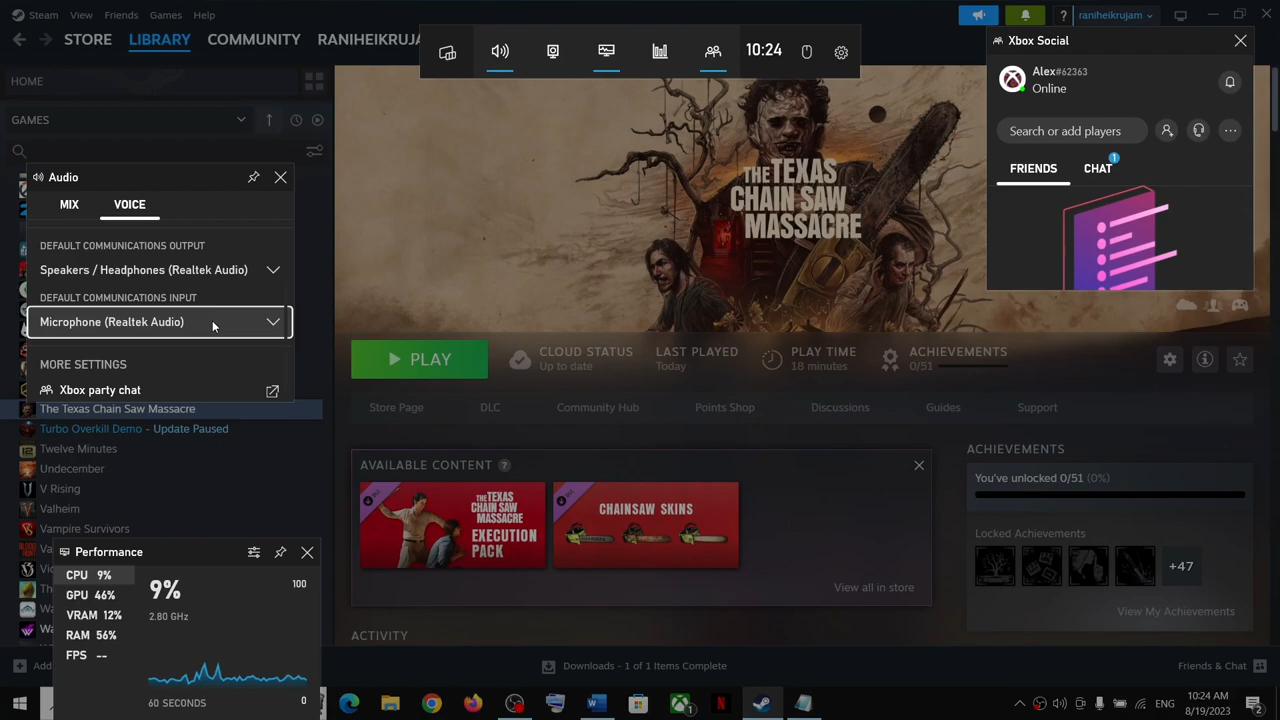 Steam View Friends Games Help
raniheikrujam
STORE LIBRARY COMMUNITY RANIHEIKRUJA
10:24
Xbox Social
Alex#62363
Online
Search or add players
FRIENDS CHAT 1
HOME
GAMES
Audio
MIX VOICE
DEFAULT COMMUNICATIONS OUTPUT
Speakers / Headphones (Realtek Audio)
DEFAULT COMMUNICATIONS INPUT
Microphone (Realtek Audio)
MORE SETTINGS
Xbox party chat
The Texas Chain Saw Massacre
Turbo Overkill Demo - Update Paused
Twelve Minutes
Undecember
V Rising
Valheim
Vampire Survivors
THE TEXAS
CHAIN SAW
MASSACRE
PLAY
CLOUD STATUS
Up to date
LAST PLAYED
Today
PLAY TIME
18 minutes
ACHIEVEMENTS
0/51
Store Page DLC Community Hub Points Shop Discussions Guides Support
AVAILABLE CONTENT ?
THE TEXAS
CHAIN SAW
MASSACRE
EXECUTION
PACK
CHAINSAW SKINS
View all in store
ACTIVITY
ACHIEVEMENTS
You've unlocked 0/51 (0%)
Locked Achievements
+47
View My Achievements
Performance
CPU 9%
GPU 46%
VRAM 12%
RAM 56%
FPS --
9%
2.80 GHz
100
60 SECONDS 0
Add
Downloads - 1 of 1 Items Complete
Friends & Chat
ENG
10:24 AM
8/19/2023
2